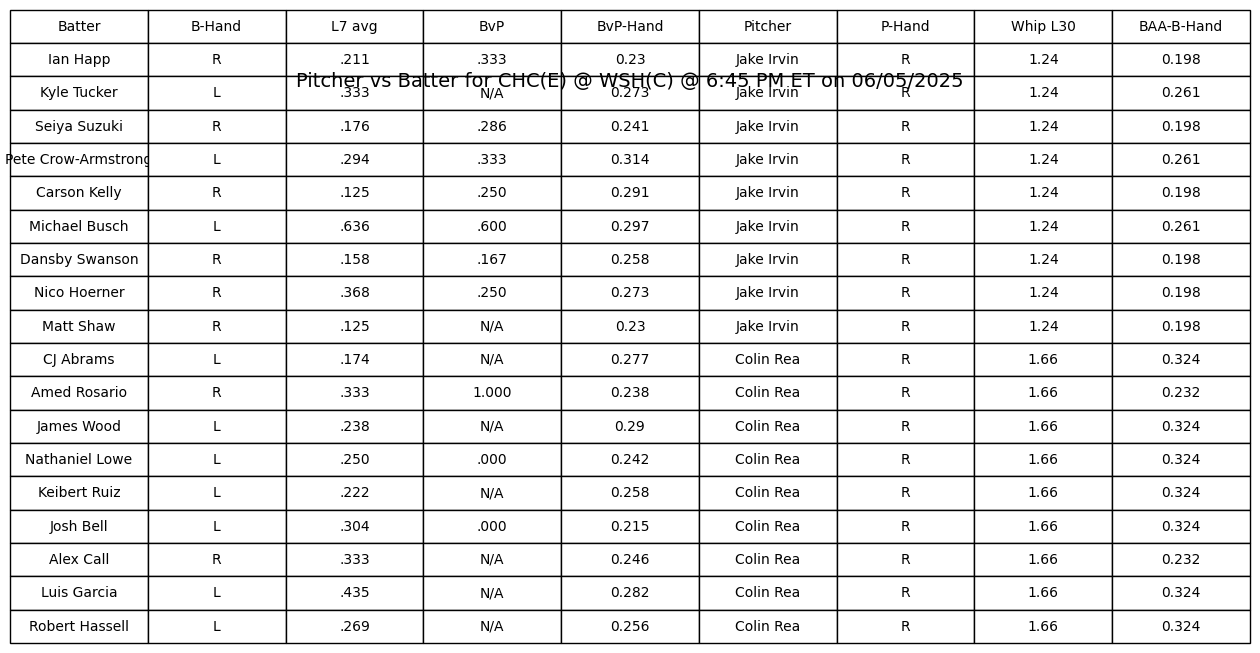 Batter B-Hand L7 avg BvP BvP-Hand Pitcher P-Hand Whip L30 BAA-B-Hand
Ian Happ R .211 .333 0.23 Jake Irvin R 1.24 0.198
Pitcher vs Batter for CHC(E) @ WSH(C) @ 6:45 PM ET on 06/05/2025
Kyle Tucker L .333 N/A 0.273 Jake Irvin R 1.24 0.261
Seiya Suzuki R .176 .286 0.241 Jake Irvin R 1.24 0.198
Pete Crow-Armstrong L .294 .333 0.314 Jake Irvin R 1.24 0.261
Carson Kelly R .125 .250 0.291 Jake Irvin R 1.24 0.198
Michael Busch L .636 .600 0.297 Jake Irvin R 1.24 0.261
Dansby Swanson R .158 .167 0.258 Jake Irvin R 1.24 0.198
Nico Hoerner R .368 .250 0.273 Jake Irvin R 1.24 0.198
Matt Shaw R .125 N/A 0.23 Jake Irvin R 1.24 0.198
CJ Abrams L .174 N/A 0.277 Colin Rea R 1.66 0.324
Amed Rosario R .333 1.000 0.238 Colin Rea R 1.66 0.232
James Wood L .238 N/A 0.29 Colin Rea R 1.66 0.324
Nathaniel Lowe L .250 .000 0.242 Colin Rea R 1.66 0.324
Keibert Ruiz L .222 N/A 0.258 Colin Rea R 1.66 0.324
Josh Bell L .304 .000 0.215 Colin Rea R 1.66 0.324
Alex Call R .333 N/A 0.246 Colin Rea R 1.66 0.232
Luis Garcia L .435 N/A 0.282 Colin Rea R 1.66 0.324
Robert Hassell L .269 N/A 0.256 Colin Rea R 1.66 0.324